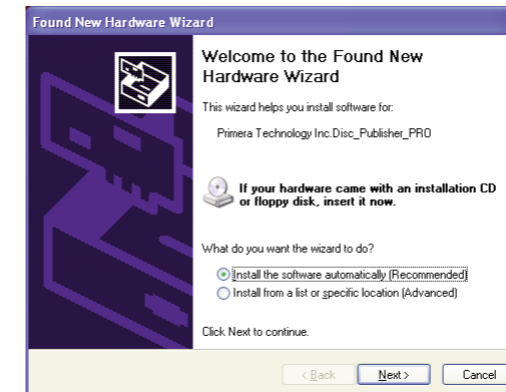 Found New Hardware Wizard
Welcome to the Found New
Hardware Wizard
This wizard helps you install software for:
Primera Technology Inc.Disc_Publisher_PRO
If your hardware came with an installation CD
or floppy disk, insert it now.
What do you want the wizard to do?
Install the software automatically (Recommended)
Install from a list or specific location (Advanced)
Click Next to continue.
< Back Next > Cancel